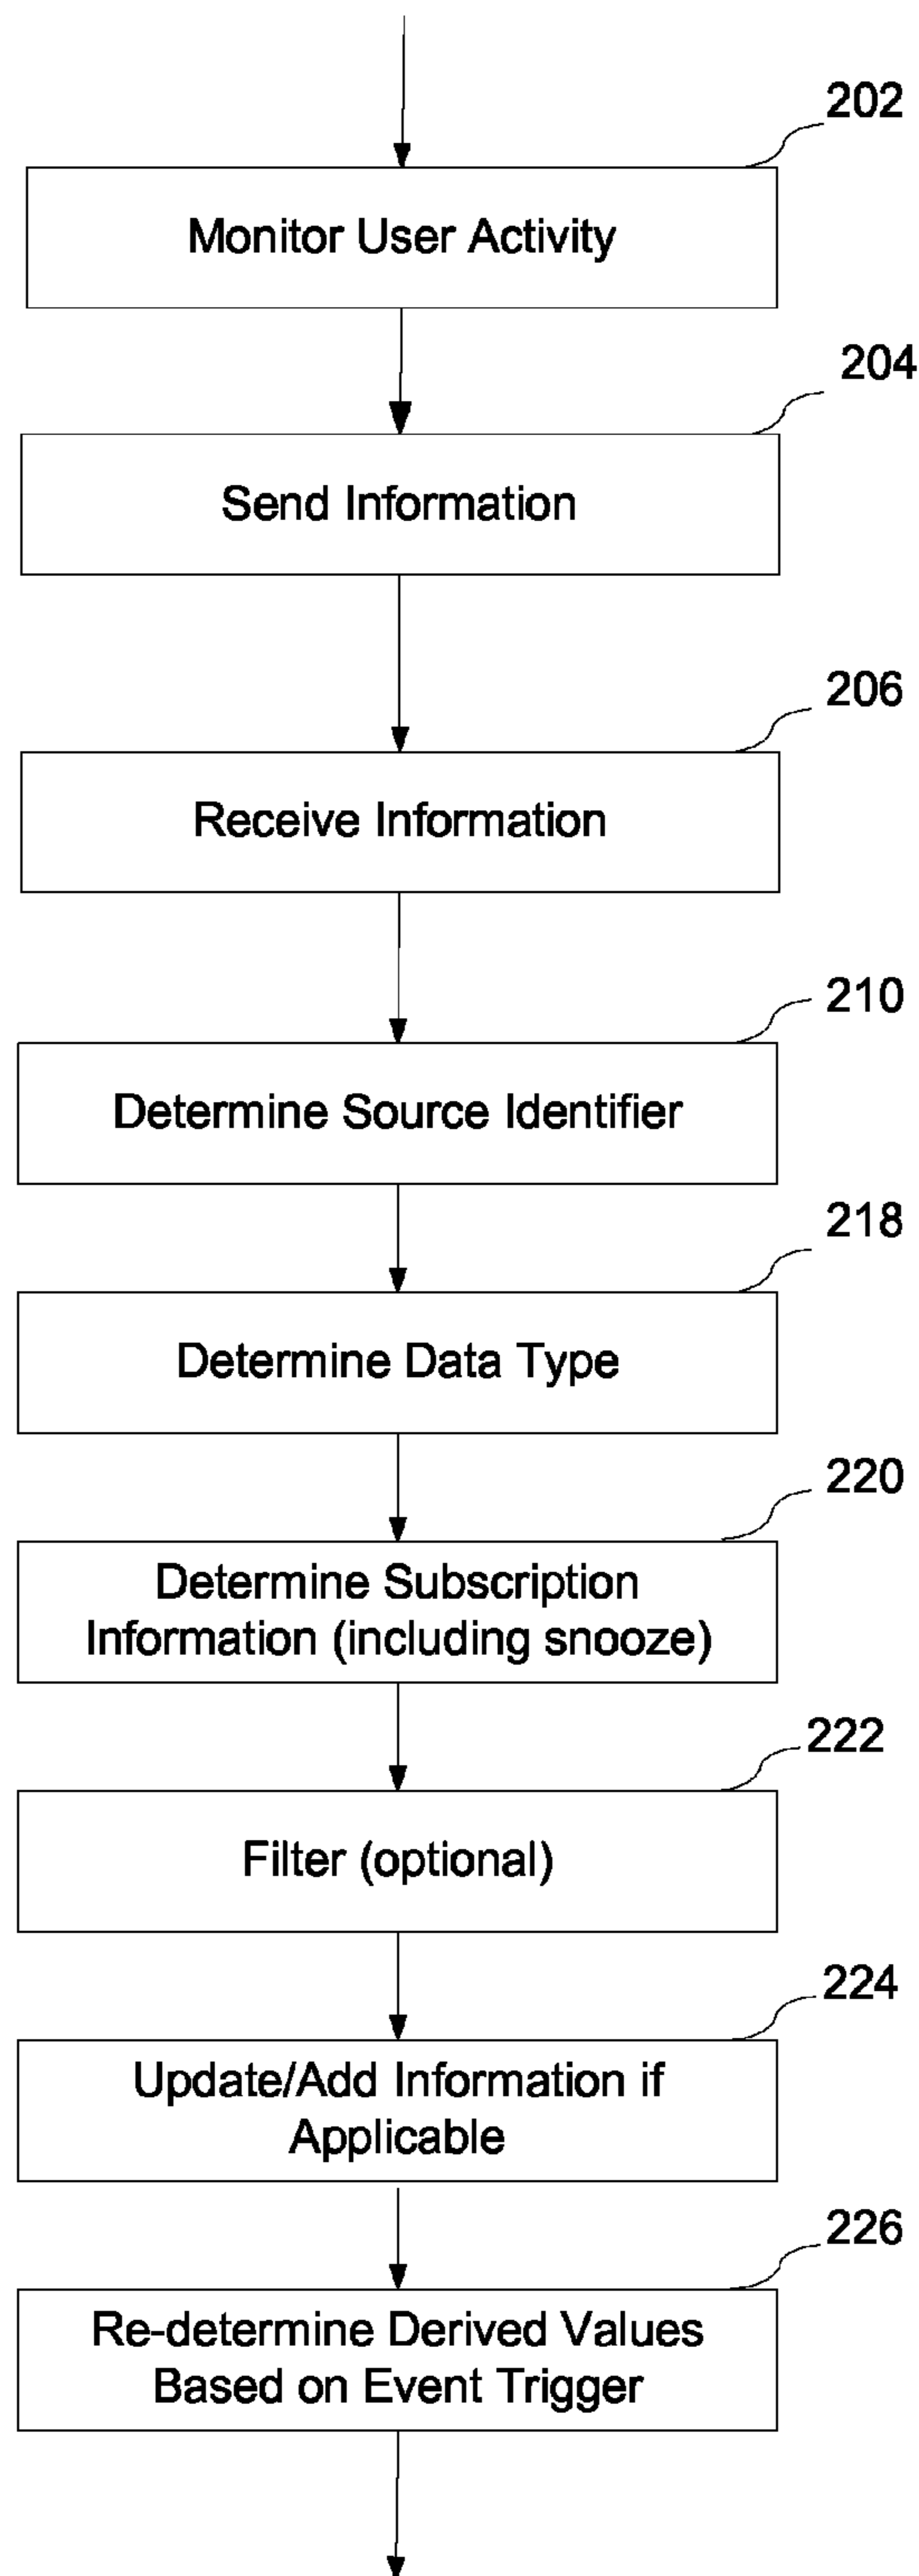 202
Monitor User Activity
204
Send Information
206
Receive Information
210
Determine Source Identifier
218
Determine Data Type
220
Determine Subscription
Information (including snooze)
222
Filter (optional)
224
Update/Add Information if
Applicable
226
Re-determine Derived Values
Based on Event Trigger